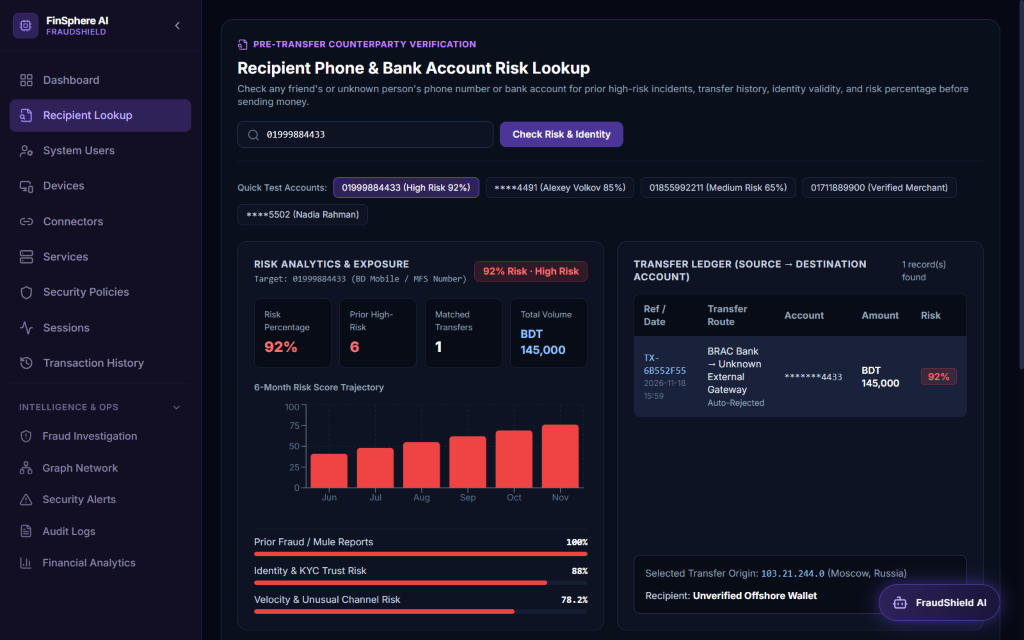 FinSphere AI
FRAUDSHIELD
Dashboard
Recipient Lookup
System Users
Devices
Connectors
Services
Security Policies
Sessions
Transaction History
INTELLIGENCE & OPS
Fraud Investigation
Graph Network
Security Alerts
Audit Logs
Financial Analytics
PRE-TRANSFER COUNTERPARTY VERIFICATION
Recipient Phone & Bank Account Risk Lookup
Check any friend's or unknown person's phone number or bank account for prior high-risk incidents, transfer history, identity validity, and risk percentage before
sending money.
01999884433
Check Risk & Identity
Quick Test Accounts:
01999884433 (High Risk 92%)
****4491 (Alexey Volkov 85%)
01855992211 (Medium Risk 65%)
01711889900 (Verified Merchant)
****5502 (Nadia Rahman)
RISK ANALYTICS & EXPOSURE
Target: 01999884433 (BD Mobile / MFS Number)
92% Risk · High Risk
Risk
Percentage
92%
Prior High-
Risk
6
Matched
Transfers
1
Total Volume
BDT
145,000
6-Month Risk Score Trajectory
100
75
50
25
0
Jun
Jul
Aug
Sep
Oct
Nov
Prior Fraud / Mule Reports
100%
Identity & KYC Trust Risk
88%
Velocity & Unusual Channel Risk
78.2%
TRANSFER LEDGER (SOURCE → DESTINATION
ACCOUNT)
1 record(s)
found
Ref /
Date
Transfer
Route
Account
Amount
Risk
TX-
6B552F55
2026-11-18
15:59
BRAC Bank
→ Unknown
External
Gateway
Auto-Rejected
*******4433
BDT
145,000
92%
Selected Transfer Origin: 103.21.244.0 (Moscow, Russia)
Recipient: Unverified Offshore Wallet
FraudShield AI